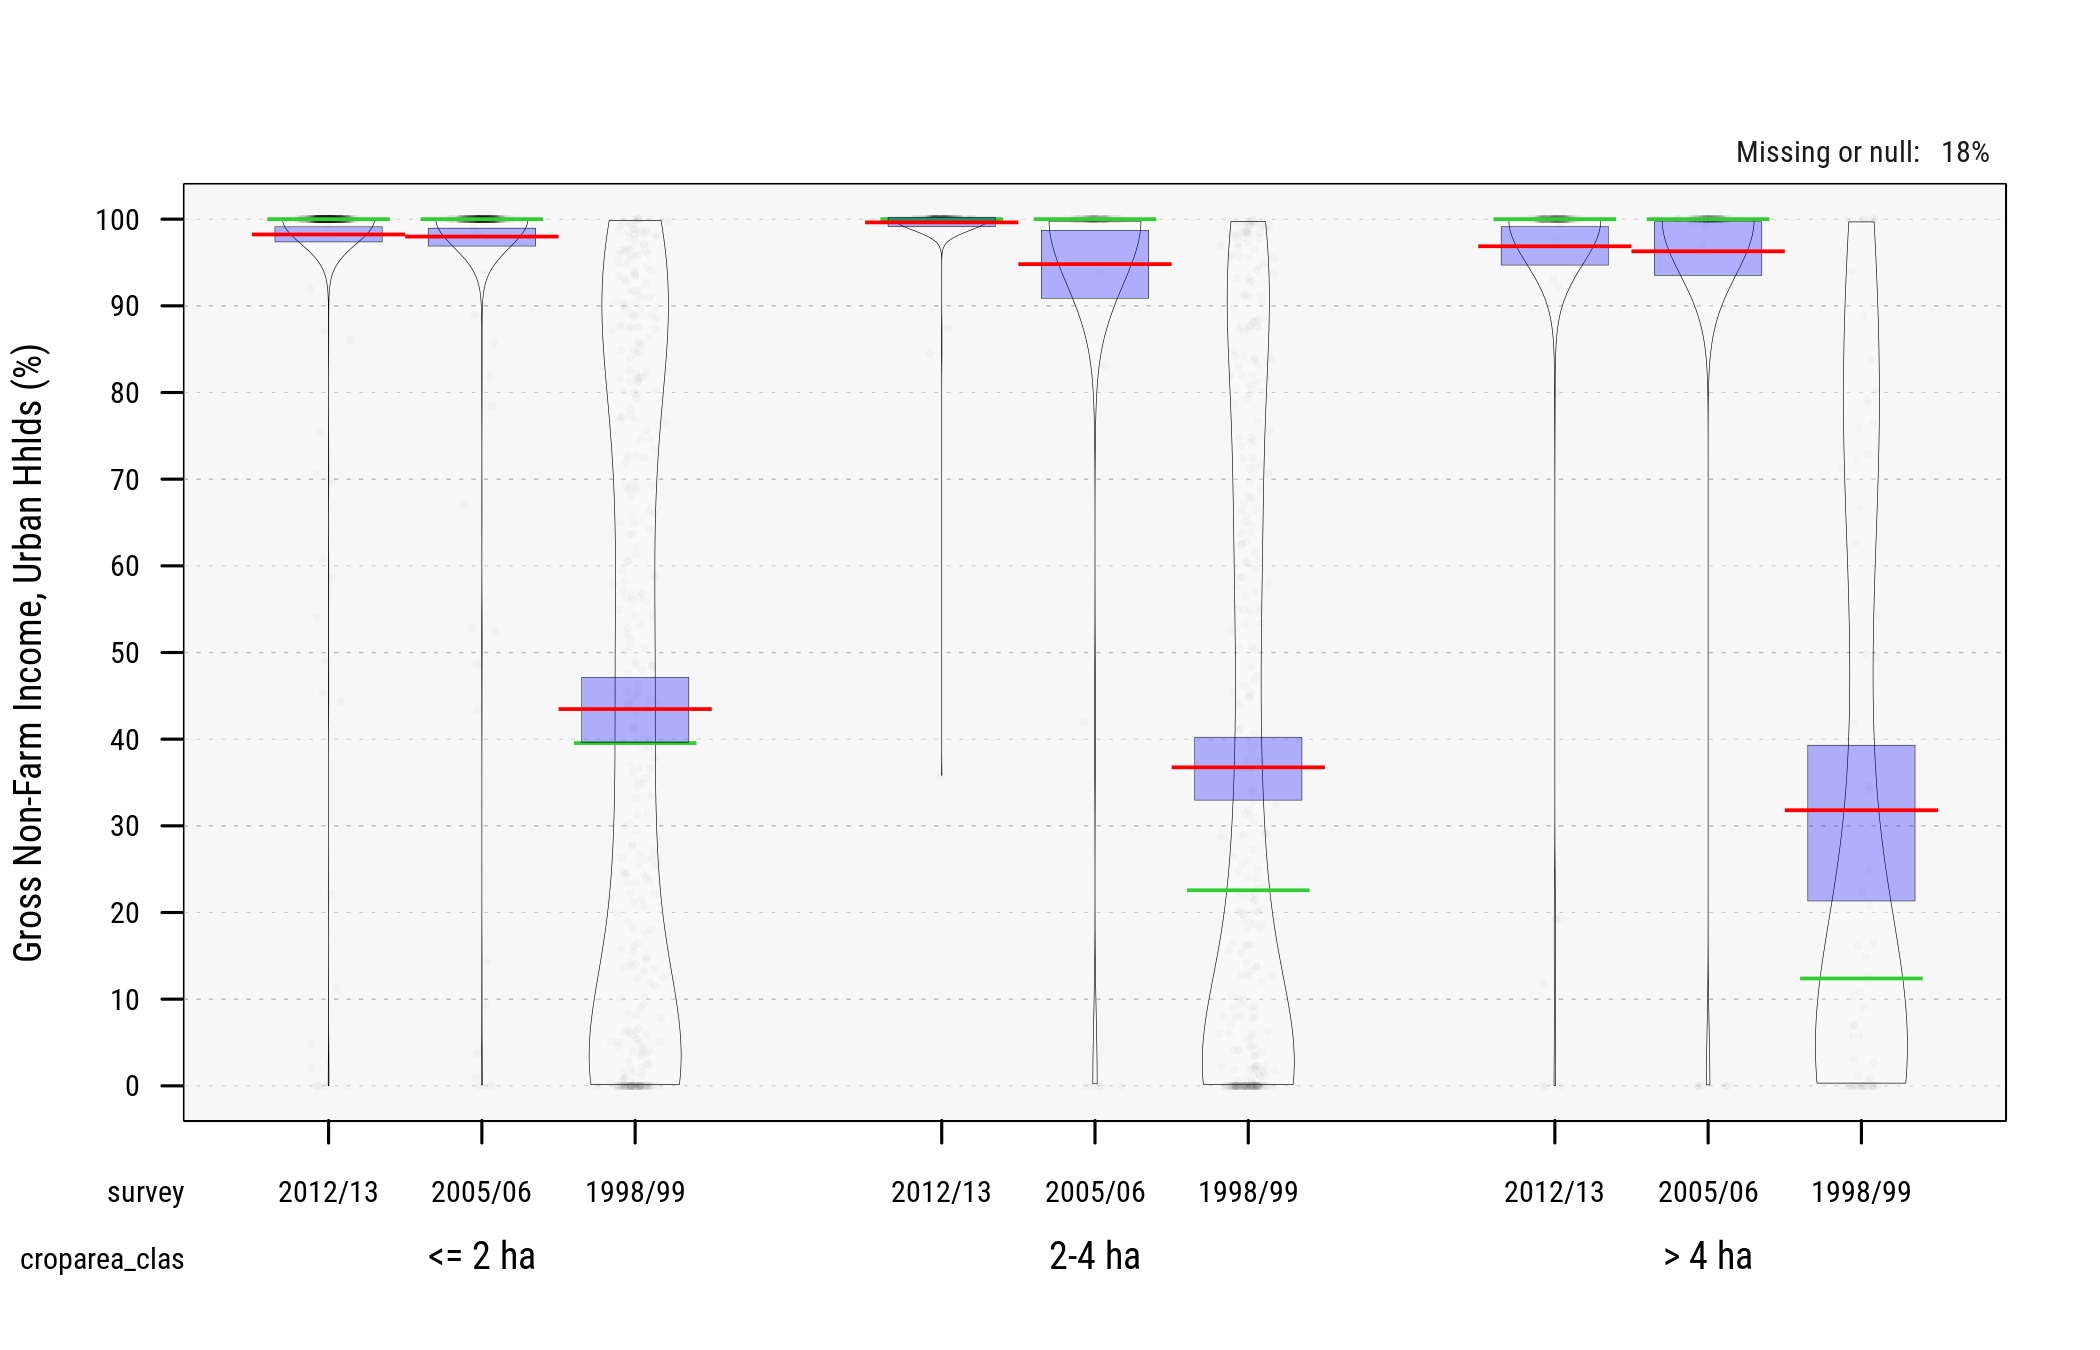 Missing or null: 18%
Gross Non-Farm Income, Urban Hhlds (%)
100
90
80
70
60
50
40
30
20
10
0
survey 2012/13 2005/06 1998/99 2012/13 2005/06 1998/99 2012/13 2005/06 1998/99
croparea_clas <= 2 ha 2-4 ha > 4 ha